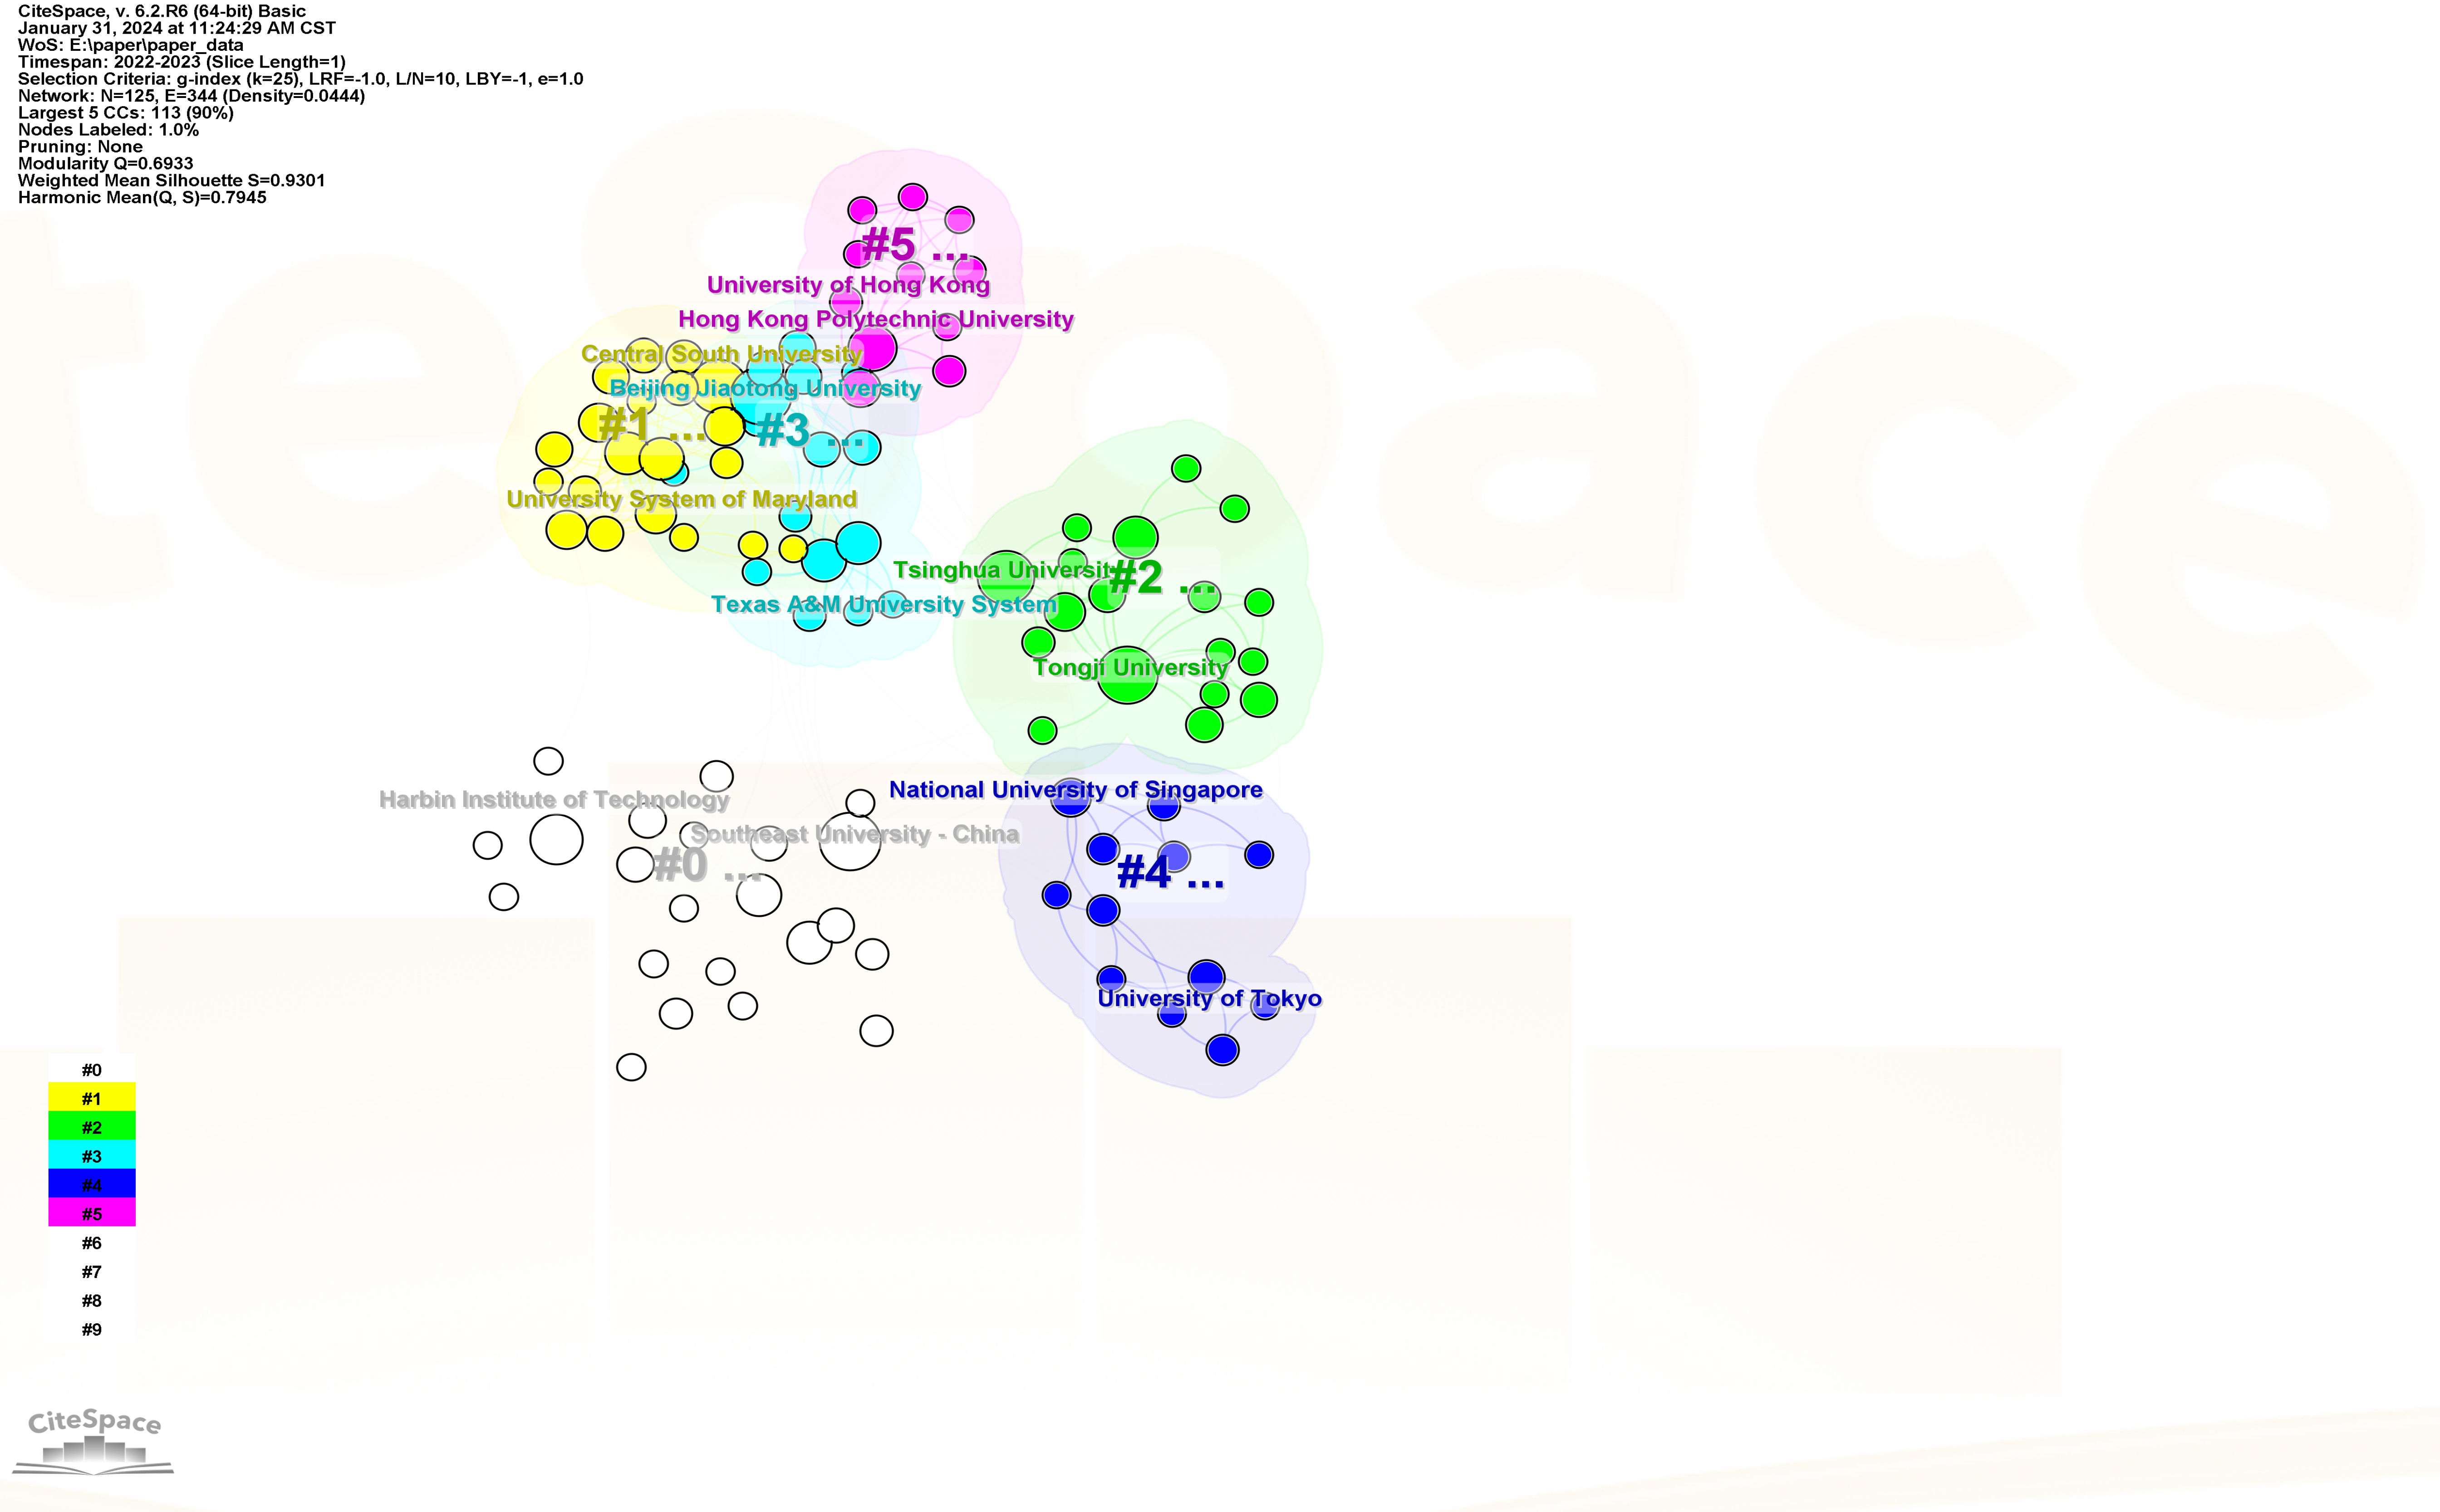 CiteSpace, v. 6.2.R6 (64-bit) Basic
January 31, 2024 at 11:24:29 AM CST
WoS: E:\paper\paper_data
Timespan: 2022-2023 (Slice Length=1)
Selection Criteria: g-index (k=25), LRF=-1.0, L/N=10, LBY=-1, e=1.0
Network: N=125, E=344 (Density=0.0444)
Largest 5 CCs: 113 (90%)
Nodes Labeled: 1.0%
Pruning: None
Modularity Q=0.6933
Weighted Mean Silhouette S=0.9301
Harmonic Mean(Q, S)=0.7945
#5 ...
University of Hong Kong
Hong Kong Polytechnic University
Central South University
Beijing Jiaotong University
#1 ...
#3 ...
University System of Maryland
Tsinghua University
#2 ...
Texas A&M University System
Tongji University
National University of Singapore
Harbin Institute of Technology
Southeast University - China
#0 ...
#4 ...
University of Tokyo
#0
#1
#2
#3
#4
#5
#6
#7
#8
#9
CiteSpace
teSpace